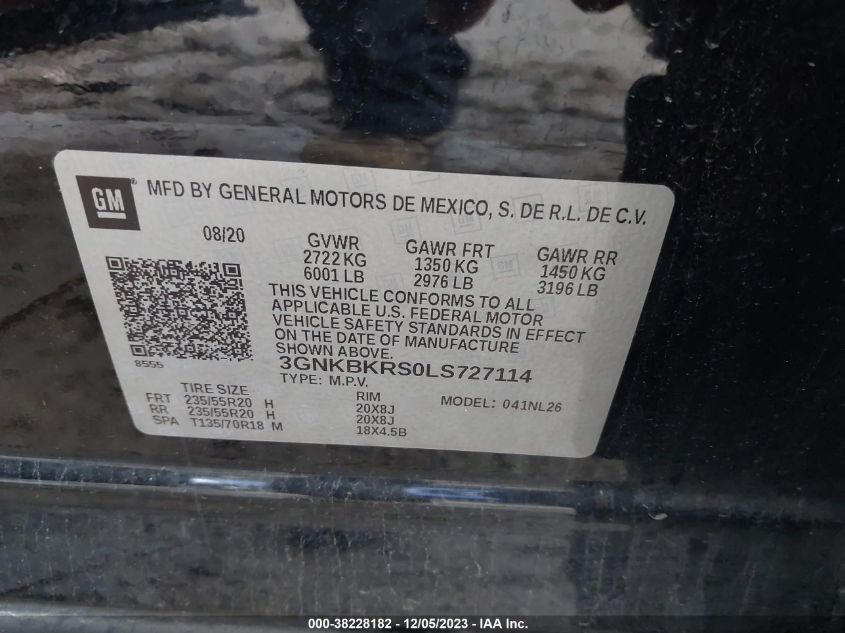 GM
MFD BY GENERAL MOTORS DE MEXICO, S. DE R.L. DE C.V.
08/20 GVWR GAWR FRT GAWR RR
2722 KG 1350 KG 1450 KG
6001 LB 2976 LB 3196 LB
THIS VEHICLE CONFORMS TO ALL
APPLICABLE U.S. FEDERAL MOTOR
VEHICLE SAFETY STANDARDS IN EFFECT
ON THE DATE OF MANUFACTURE
SHOWN ABOVE.
8555
3GNKBKRS0LS727114
TYPE: M.P.V.
TIRE SIZE RIM MODEL: 041NL26
FRT 235/55R20 H 20X8J
RR 235/55R20 H 20X8J
SPA T135/70R18 M 18X4.5B
000-38228182 - 12/05/2023 - © IAA, Inc.